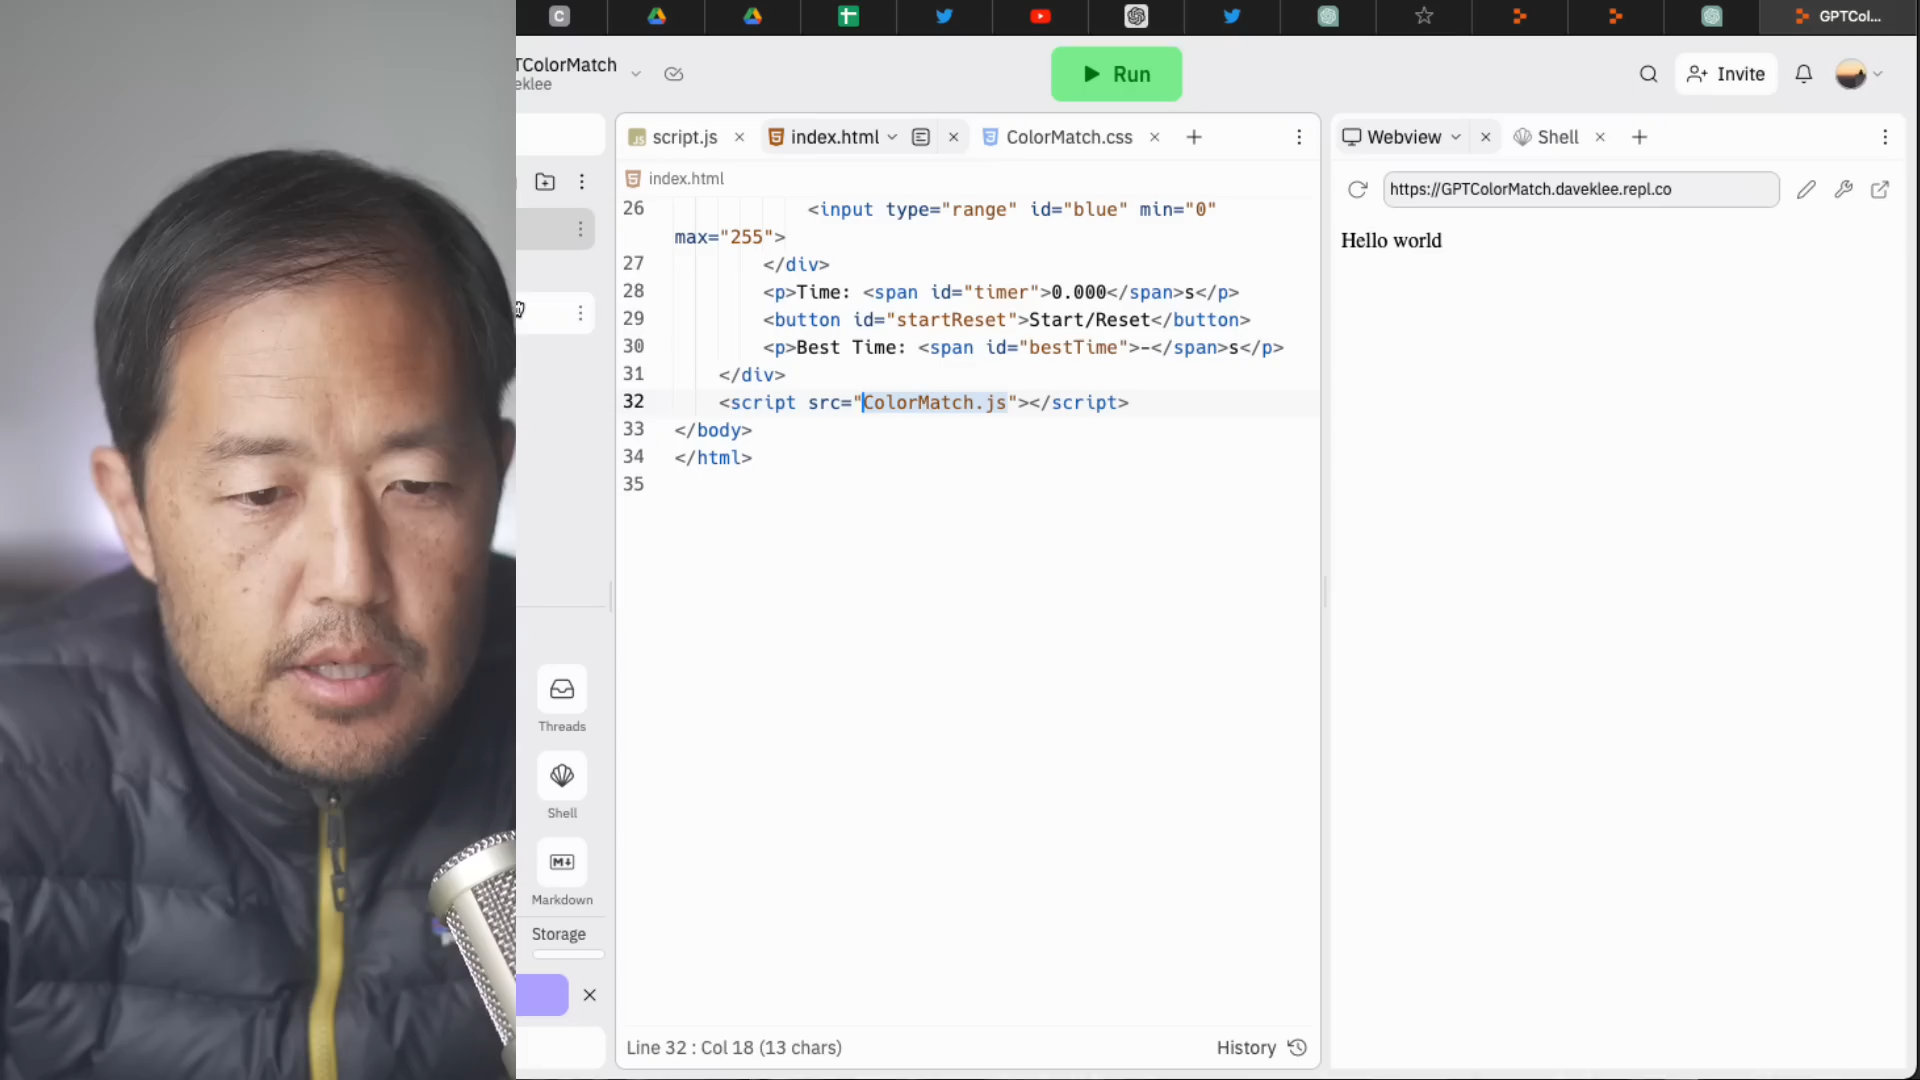 C
GPTCol...
TColorMatch
eklee
Run
Invite
JS script.js
index.html
ColorMatch.css
Webview
Shell
index.html
https://GPTColorMatch.daveklee.repl.co
26 <input type="range" id="blue" min="0"
max="255">
27 </div>
28 <p>Time: <span id="timer">0.000</span>s</p>
29 <button id="startReset">Start/Reset</button>
30 <p>Best Time: <span id="bestTime">-</span>s</p>
31 </div>
32 <script src="ColorMatch.js"></script>
33 </body>
34 </html>
35
Hello world
Threads
Shell
M↓
Markdown
Storage
Line 32 : Col 18 (13 chars)
History